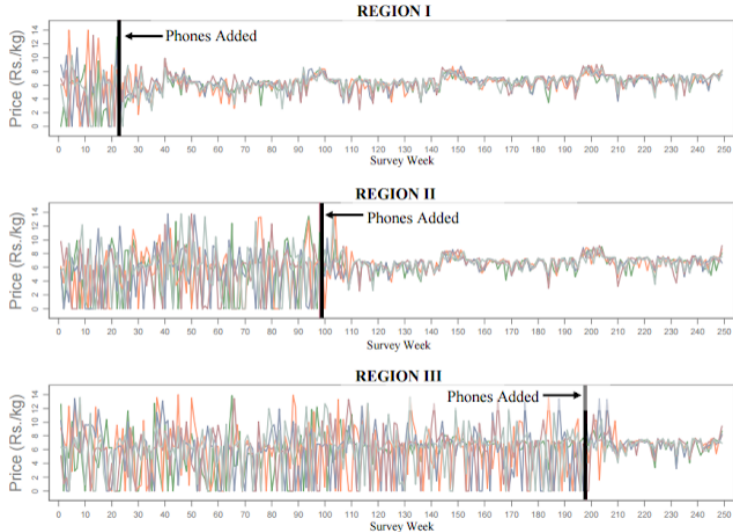 REGION I
Price (Rs./kg)
0 2 4 6 8 10 14
Phones Added
0 10 20 30 40 50 60 70 80 90 100 110 120 130 140 150 160 170 180 190 200 210 220 230 240 250
Survey Week
REGION II
Price (Rs./kg)
0 2 4 6 8 10 14
Phones Added
0 10 20 30 40 50 60 70 80 90 100 110 120 130 140 150 160 170 180 190 200 210 220 230 240 250
Survey Week
REGION III
Price (Rs./kg)
0 2 4 6 8 10 14
Phones Added
0 10 20 30 40 50 60 70 80 90 100 110 120 130 140 150 160 170 180 190 200 210 220 230 240 250
Survey Week